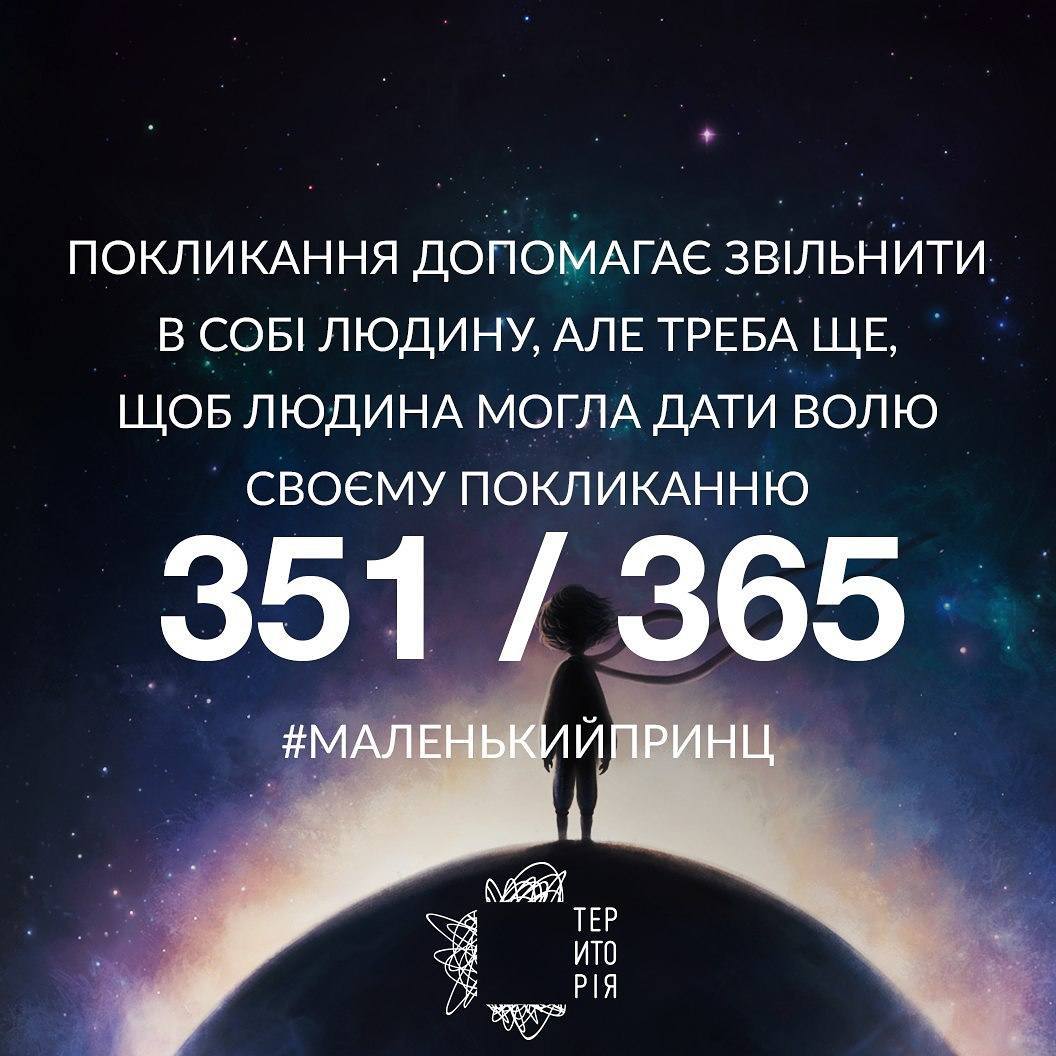 ПОКЛИКАННЯ ДОПОМАГАЄ ЗВІЛЬНИТИ
В СОБІ ЛЮДИНУ, АЛЕ ТРЕБА ЩЕ,
ЩОБ ЛЮДИНА МОГЛА ДАТИ ВОЛЮ
СВОЄМУ ПОКЛИКАННЮ
351 / 365
#МАЛЕНЬКИЙПРИНЦ
ТЕР
ИТО
РІЯ